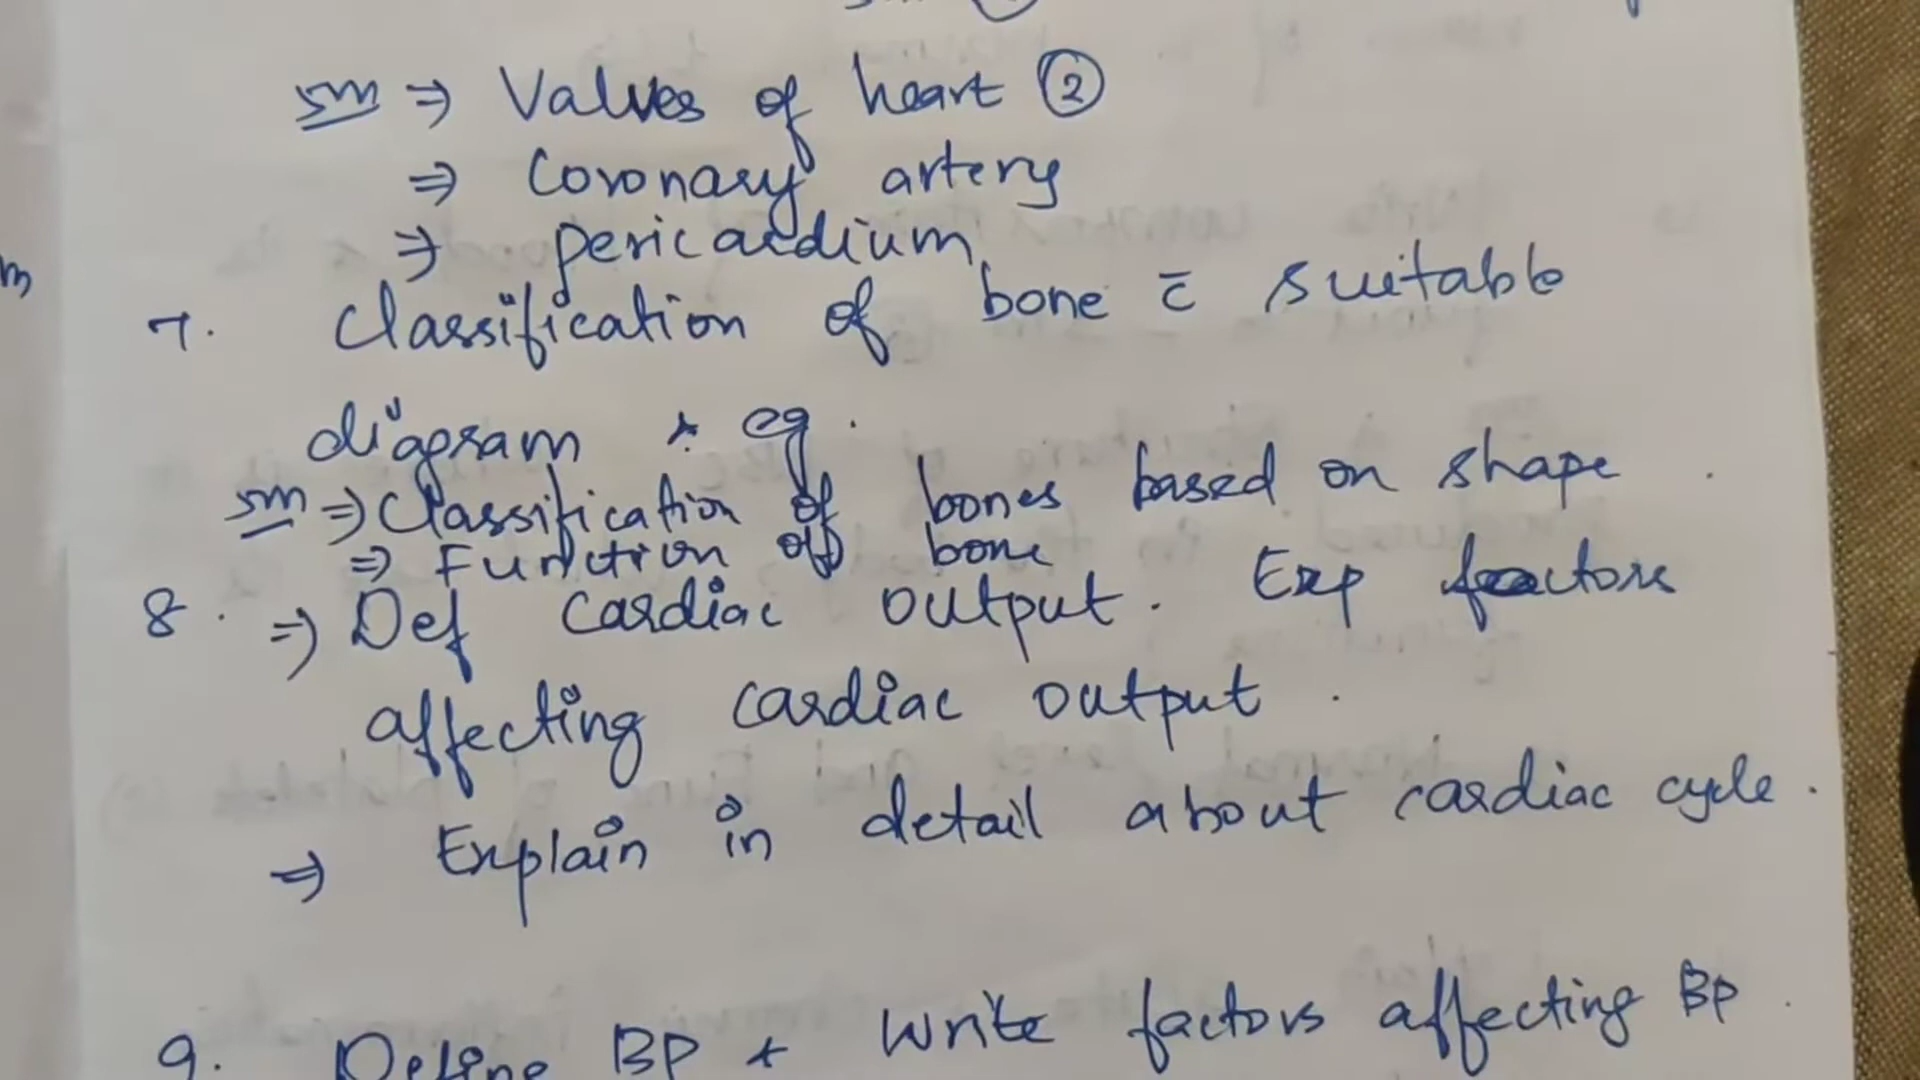 5m ⇒ Valves of heart ②
⇒ Coronary artery
⇒ pericardium
7. Classification of bone c̄ suitable
diagram & eg.
5m ⇒ Classification of bones based on shape
⇒ Function of bone
8. ⇒ Def cardiac output. Exp factors
affecting cardiac output.
⇒ Explain in detail about cardiac cycle.
9. Define BP & write factors affecting BP.